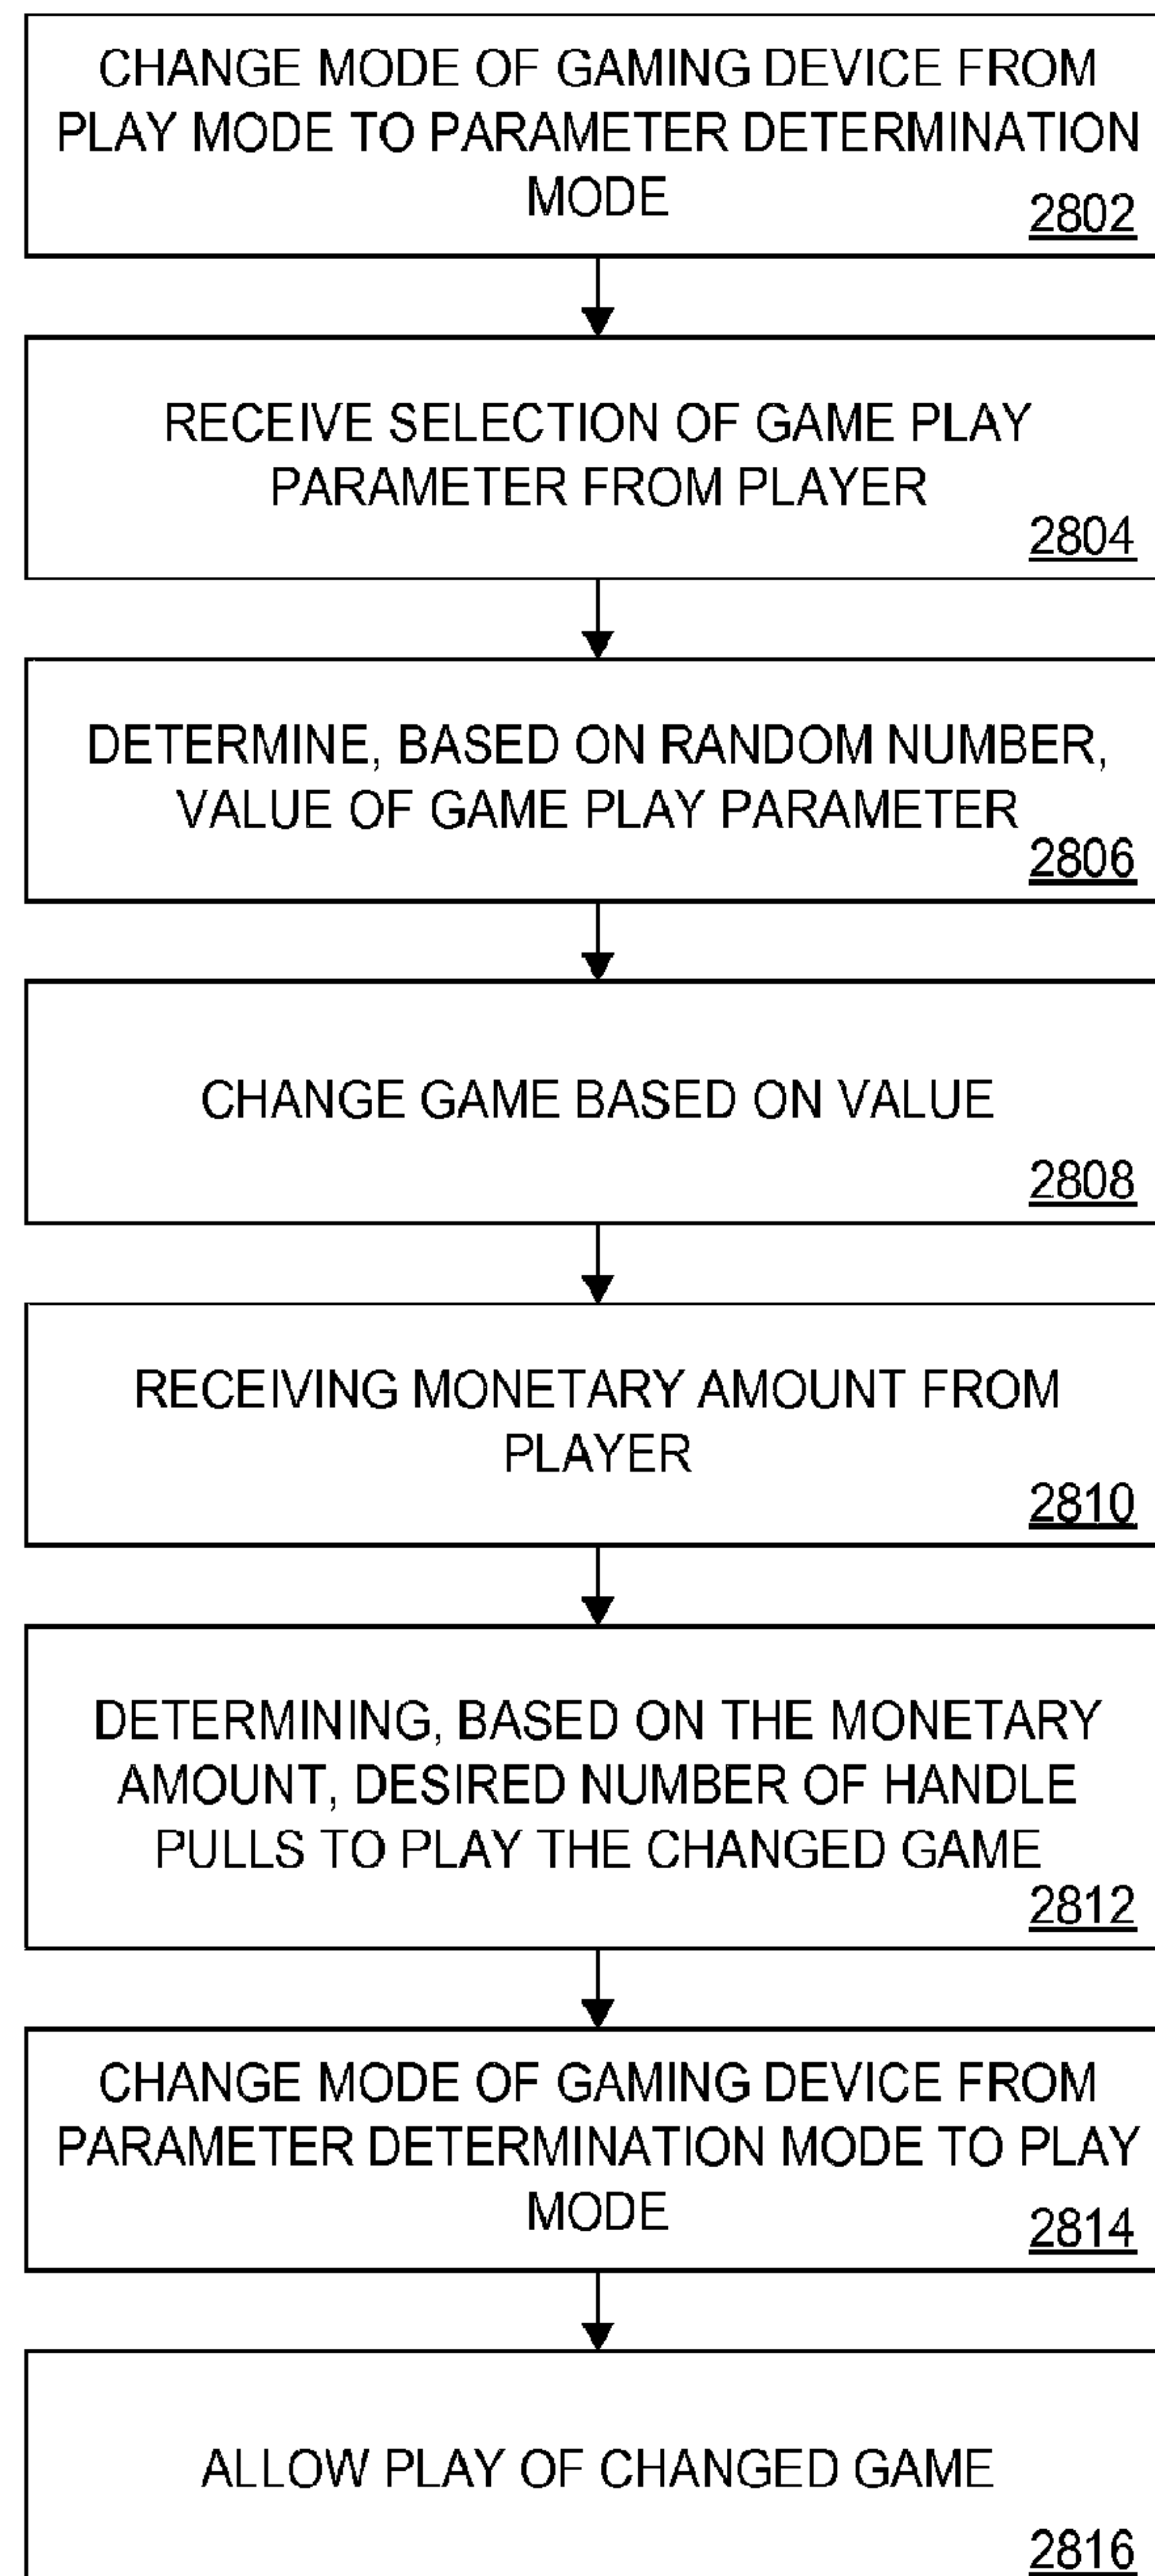 CHANGE MODE OF GAMING DEVICE FROM
PLAY MODE TO PARAMETER DETERMINATION
MODE
2802
RECEIVE SELECTION OF GAME PLAY
PARAMETER FROM PLAYER
2804
DETERMINE, BASED ON RANDOM NUMBER,
VALUE OF GAME PLAY PARAMETER
2806
CHANGE GAME BASED ON VALUE
2808
RECEIVING MONETARY AMOUNT FROM
PLAYER
2810
DETERMINING, BASED ON THE MONETARY
AMOUNT, DESIRED NUMBER OF HANDLE
PULLS TO PLAY THE CHANGED GAME
2812
CHANGE MODE OF GAMING DEVICE FROM
PARAMETER DETERMINATION MODE TO PLAY
MODE
2814
ALLOW PLAY OF CHANGED GAME
2816